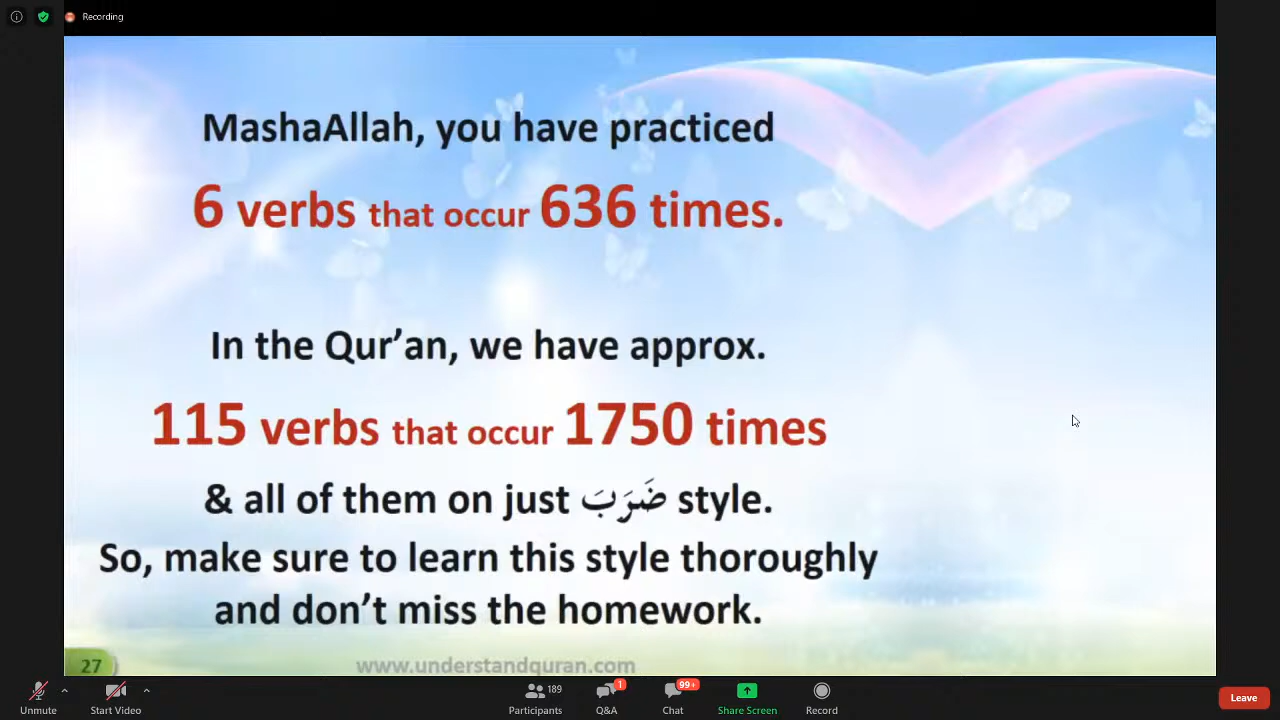 Recording
MashaAllah, you have practiced
6 verbs that occur 636 times.
In the Qur’an, we have approx.
115 verbs that occur 1750 times
& all of them on just ضَرَبَ style.
So, make sure to learn this style thoroughly
and don’t miss the homework.
27
www.understandquran.com
189
1
99+
Unmute
Start Video
Participants
Q&A
Chat
Share Screen
Record
Leave